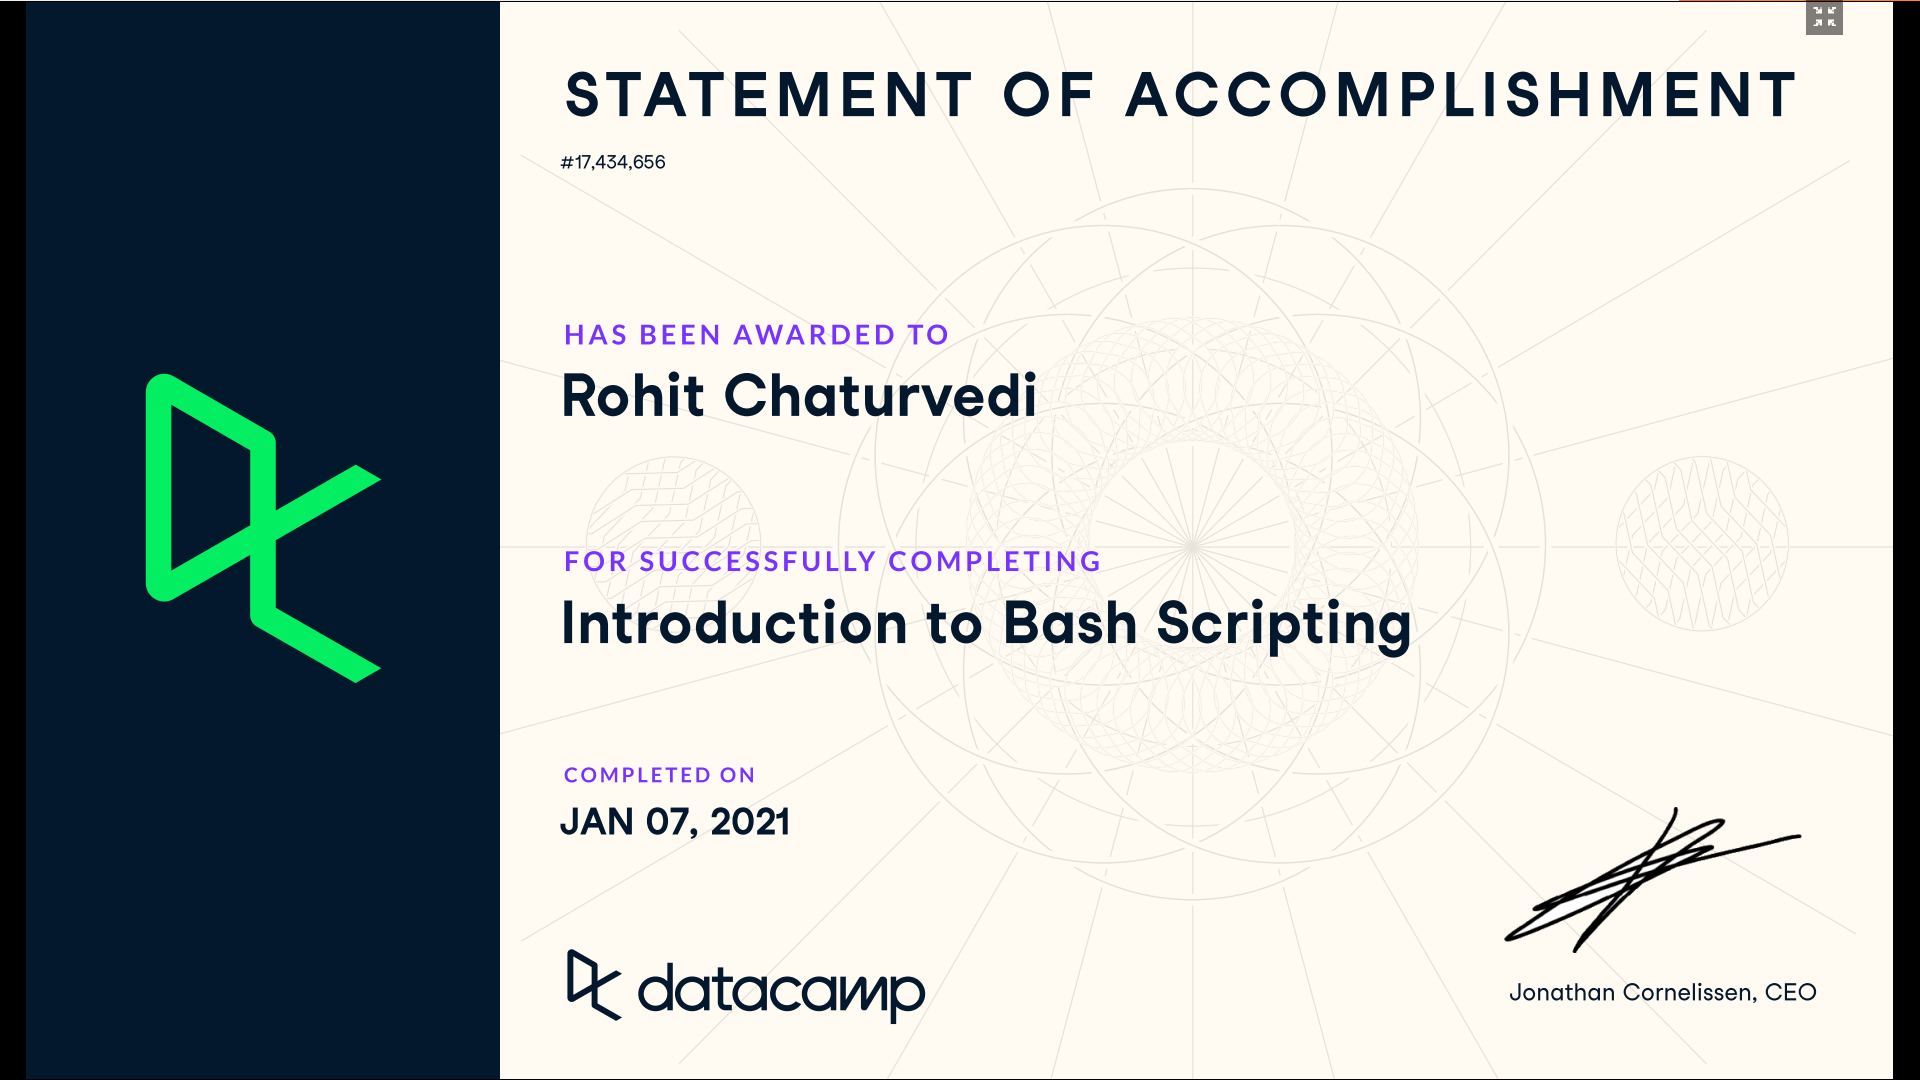 STATEMENT OF ACCOMPLISHMENT
#17,434,656
HAS BEEN AWARDED TO
Rohit Chaturvedi
FOR SUCCESSFULLY COMPLETING
Introduction to Bash Scripting
COMPLETED ON
JAN 07, 2021
datacamp
Jonathan Cornelissen, CEO